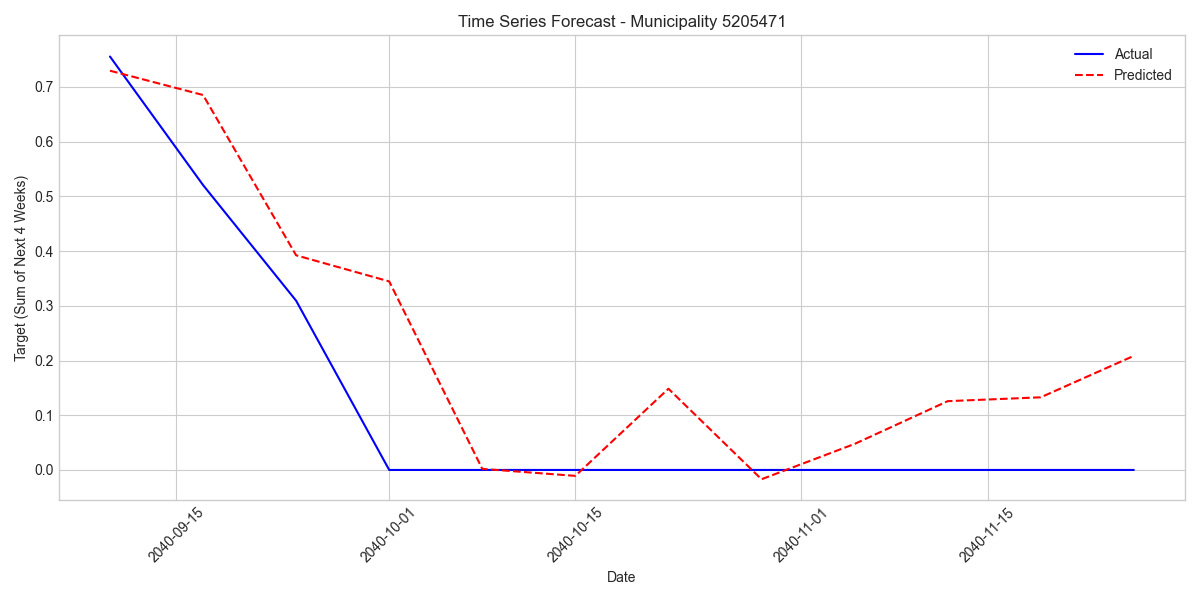 Time Series Forecast - Municipality 5205471
Actual
Predicted
Target (Sum of Next 4 Weeks)
0.7
0.6
0.5
0.4
0.3
0.2
0.1
0.0
2040-09-15
2040-10-01
2040-10-15
2040-11-01
2040-11-15
Date